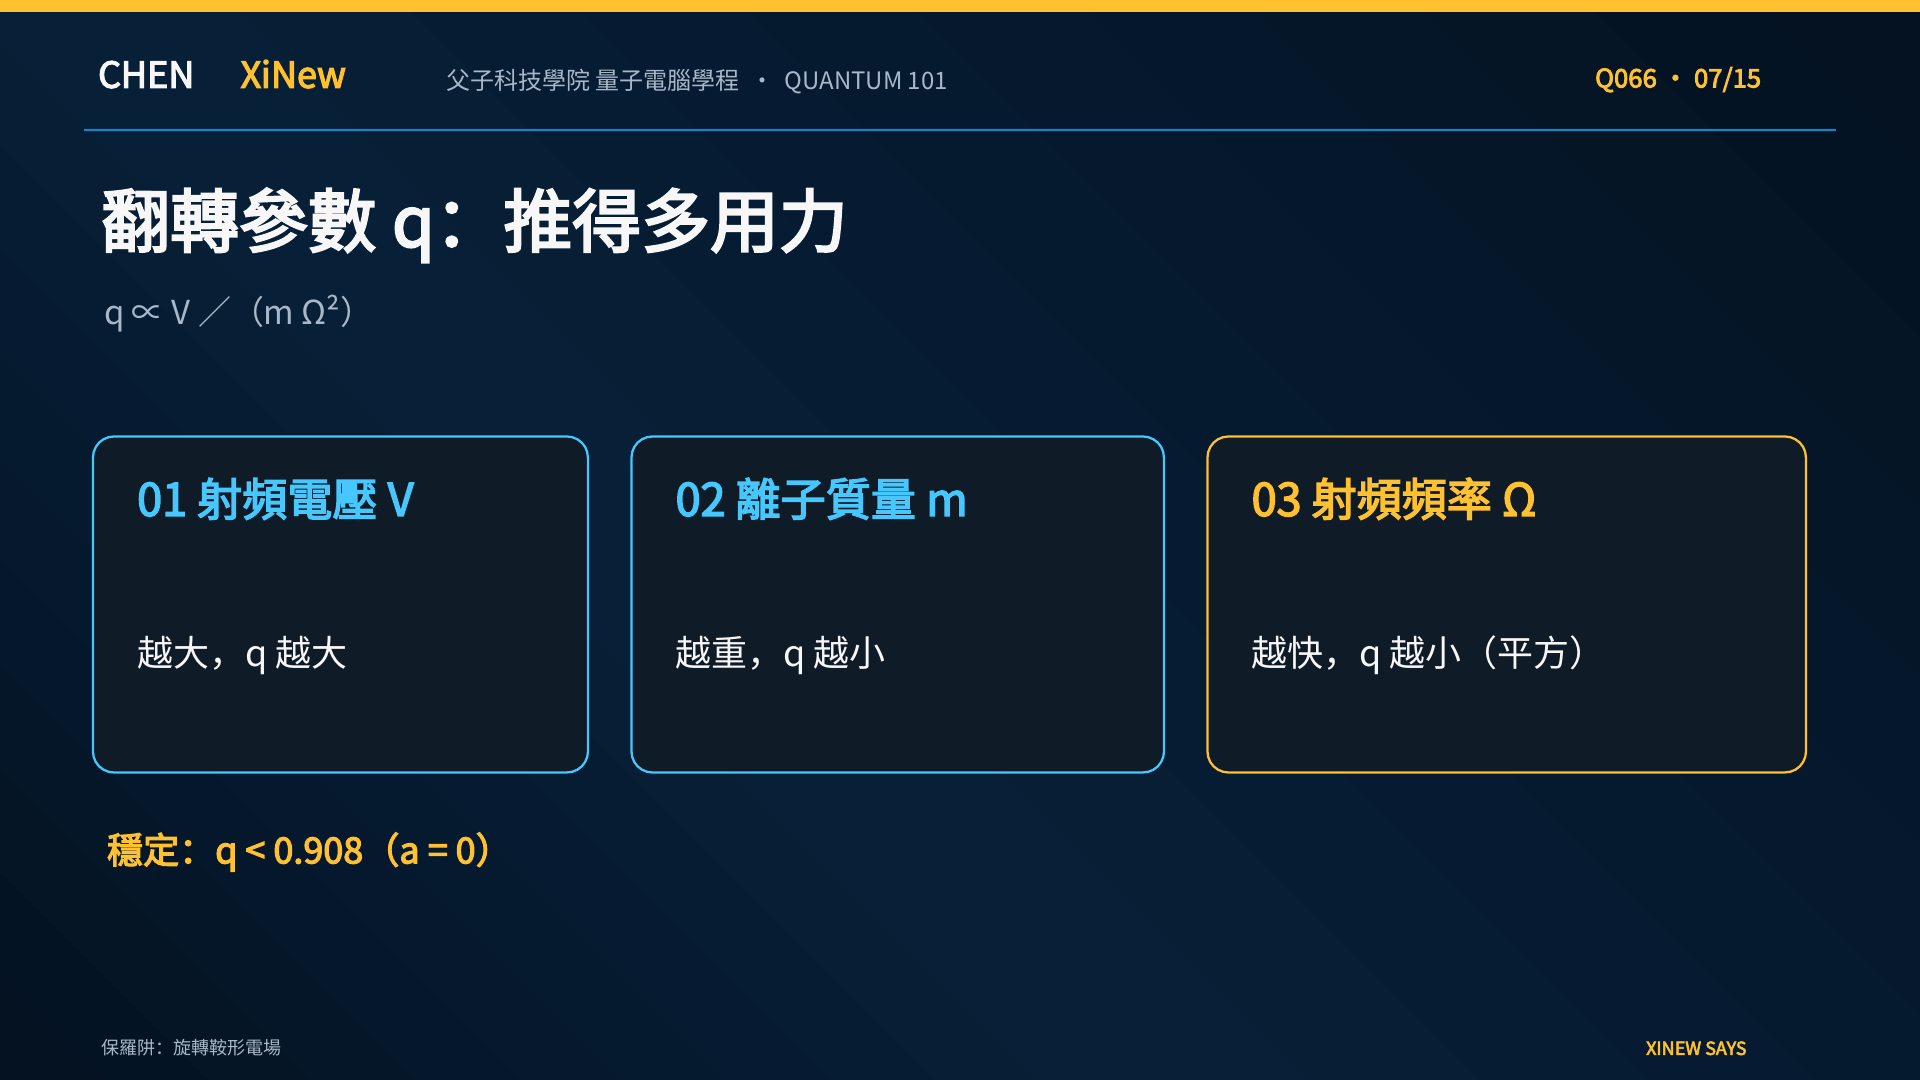 CHEN XiNew 父子科技學院 量子電腦學程 · QUANTUM 101 Q066 · 07/15
翻轉參數 q：推得多用力
q ∝ V ／（m Ω²）
01 射頻電壓 V
越大，q 越大
02 離子質量 m
越重，q 越小
03 射頻頻率 Ω
越快，q 越小（平方）
穩定：q < 0.908（a = 0）
保羅阱：旋轉鞍形電場 XINEW SAYS